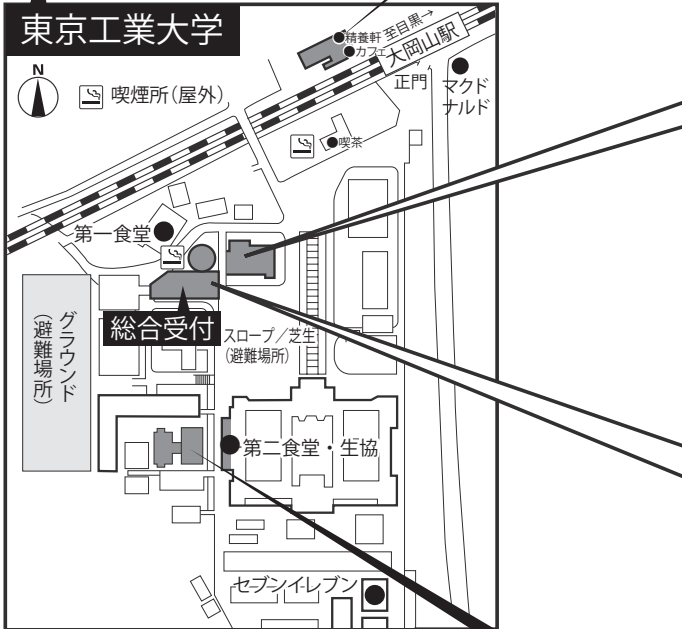 東京工業大学
N
喫煙所（屋外）
精養軒
カフェ
至目黒→
大岡山駅
正門
マクド
ナルド
喫茶
第一食堂
総合受付
スロープ／芝生
（避難場所）
グラウンド
（避難場所）
第二食堂・生協
セブンイレブン